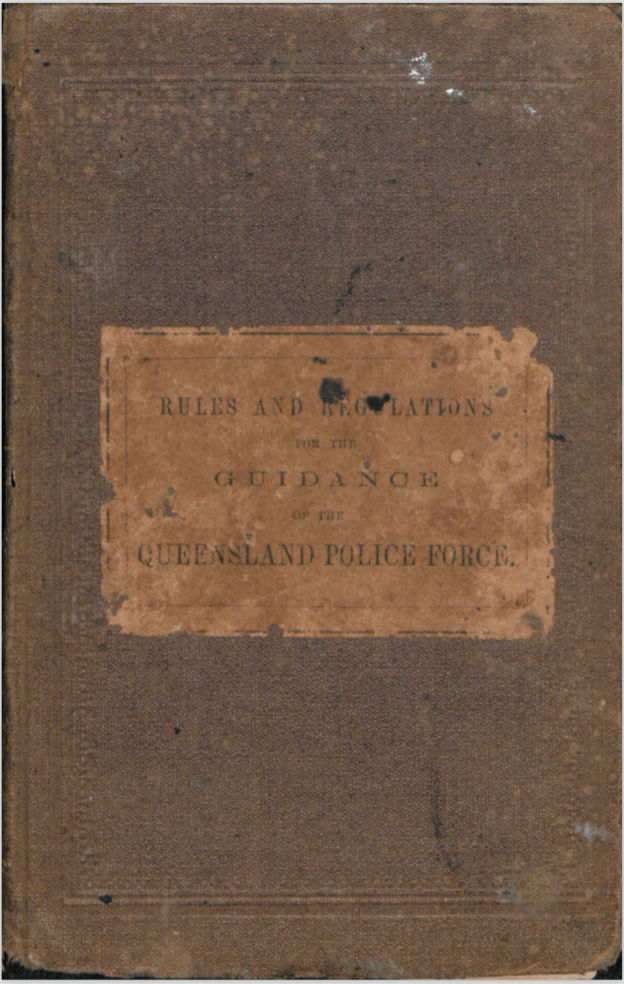 RULES AND REGULATIONS
FOR THE
GUIDANCE
OF THE
QUEENSLAND POLICE FORCE.